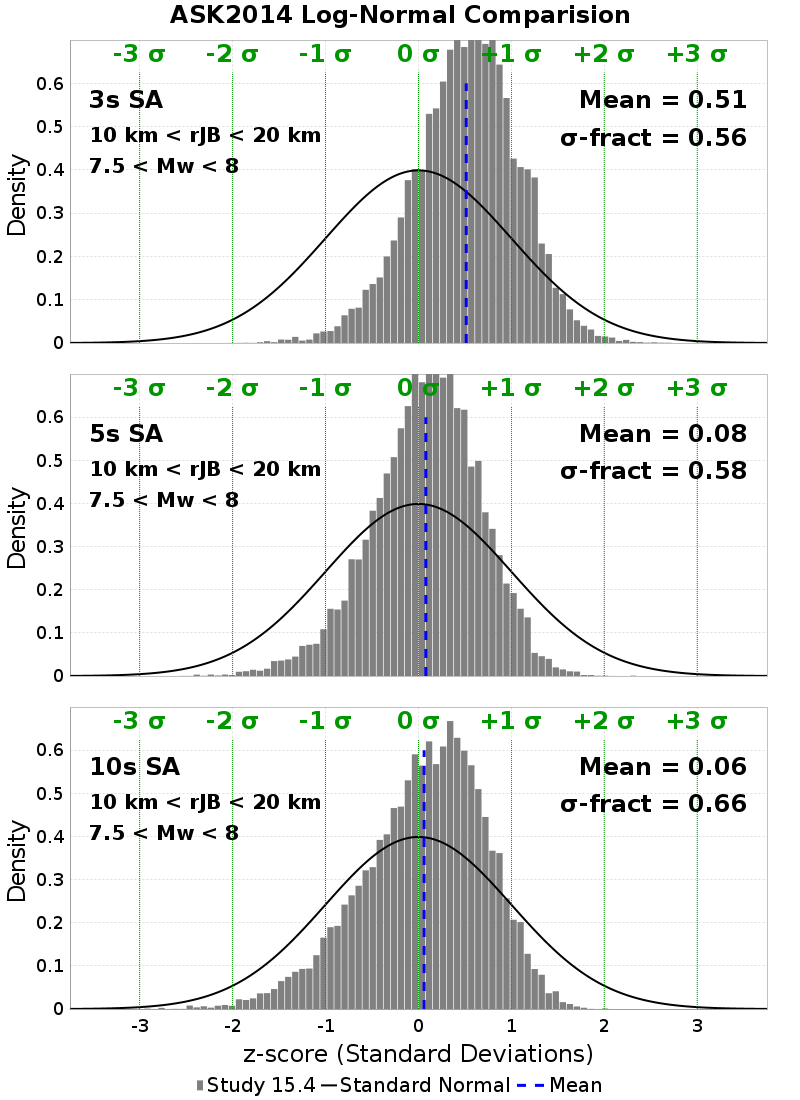 ASK2014 Log-Normal Comparision
-3 σ -2 σ -1 σ 0 σ +1 σ +2 σ +3 σ
3s SA
10 km < rJB < 20 km
7.5 < Mw < 8
Mean = 0.51
σ-fract = 0.56
0.6
0.5
0.4
0.3
0.2
0.1
0
Density
-3 σ -2 σ -1 σ 0 σ +1 σ +2 σ +3 σ
5s SA
10 km < rJB < 20 km
7.5 < Mw < 8
Mean = 0.08
σ-fract = 0.58
0.6
0.5
0.4
0.3
0.2
0.1
0
Density
-3 σ -2 σ -1 σ 0 σ +1 σ +2 σ +3 σ
10s SA
10 km < rJB < 20 km
7.5 < Mw < 8
Mean = 0.06
σ-fract = 0.66
0.6
0.5
0.4
0.3
0.2
0.1
0
Density
-3 -2 -1 0 1 2 3
z-score (Standard Deviations)
Study 15.4 Standard Normal Mean